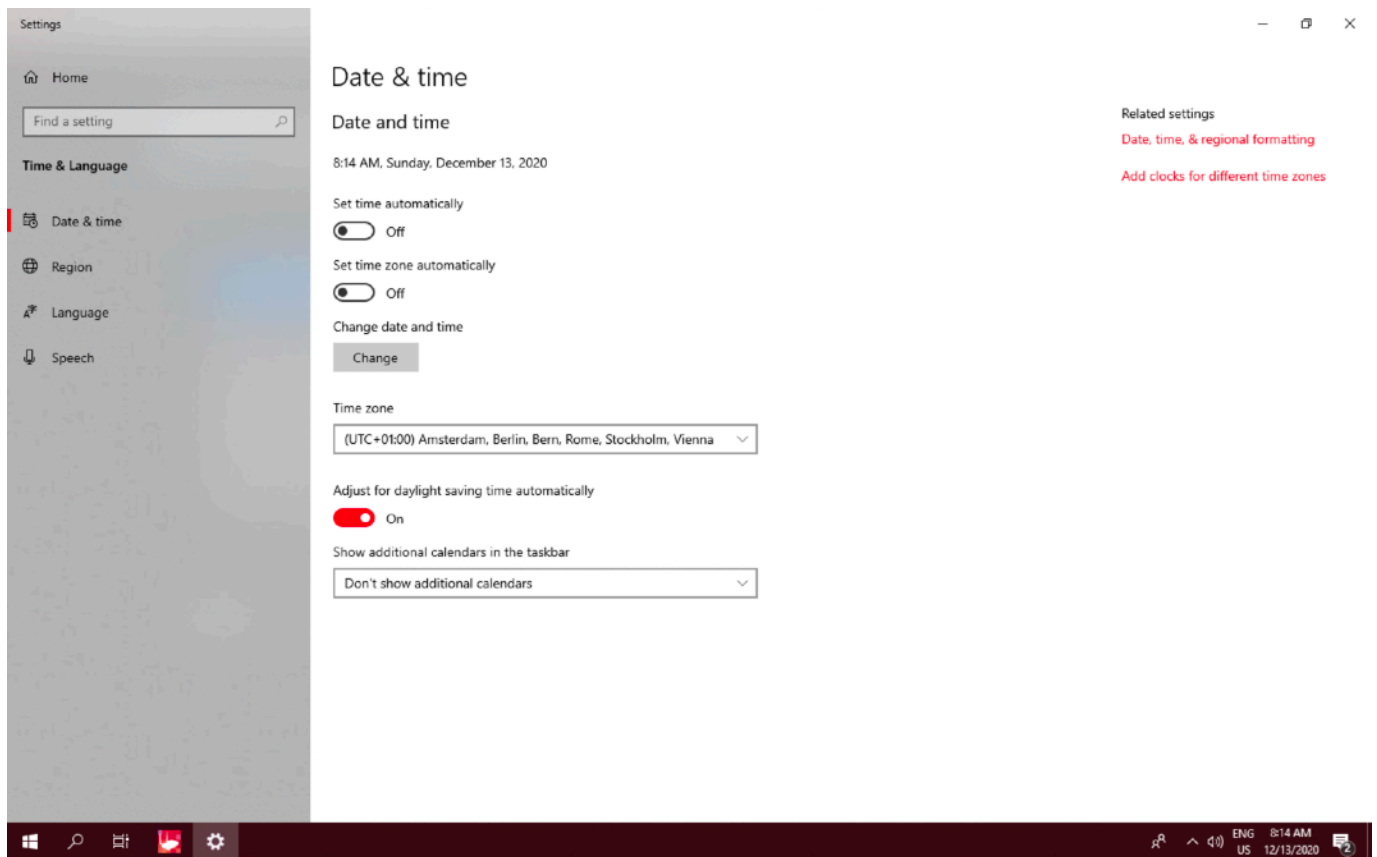 Settings
Home
Find a setting
Time & Language
Date & time
Region
Language
Speech
Date & time
Date and time
8:14 AM, Sunday, December 13, 2020
Set time automatically
Off
Set time zone automatically
Off
Change date and time
Change
Time zone
(UTC+01:00) Amsterdam, Berlin, Bern, Rome, Stockholm, Vienna
Adjust for daylight saving time automatically
On
Show additional calendars in the taskbar
Don't show additional calendars
Related settings
Date, time, & regional formatting
Add clocks for different time zones
ENG 8:14 AM
US 12/13/2020
2